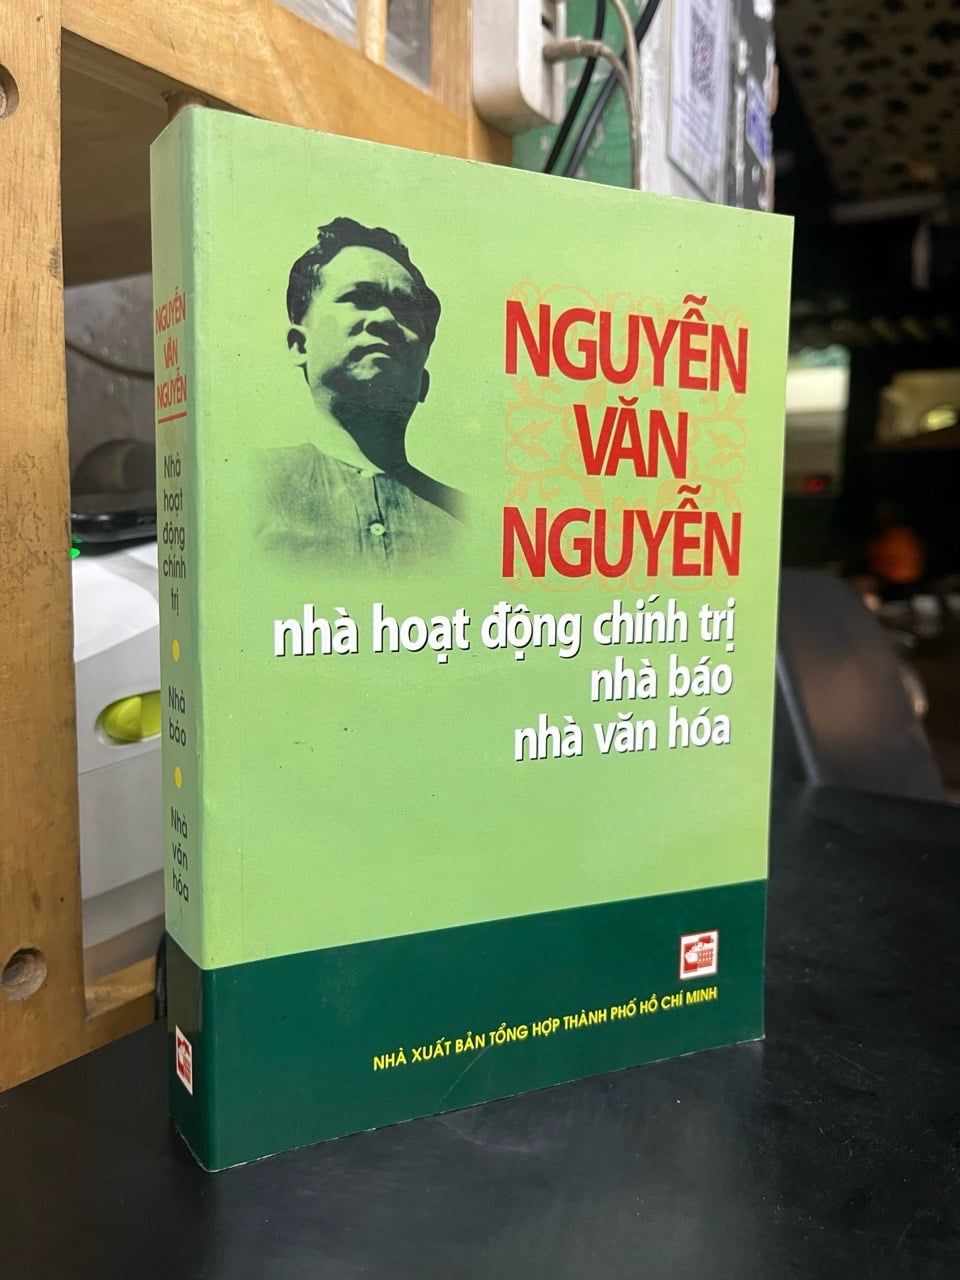 NGUYỄN
VĂN
NGUYỄN
nhà hoạt động chính trị
nhà báo
nhà văn hóa
NHÀ XUẤT BẢN TỔNG HỢP THÀNH PHỐ HỒ CHÍ MINH
NGUYỄN
VĂN
NGUYỄN
Nhà
hoạt
động
chính
trị
Nhà
báo
Nhà
văn
hóa